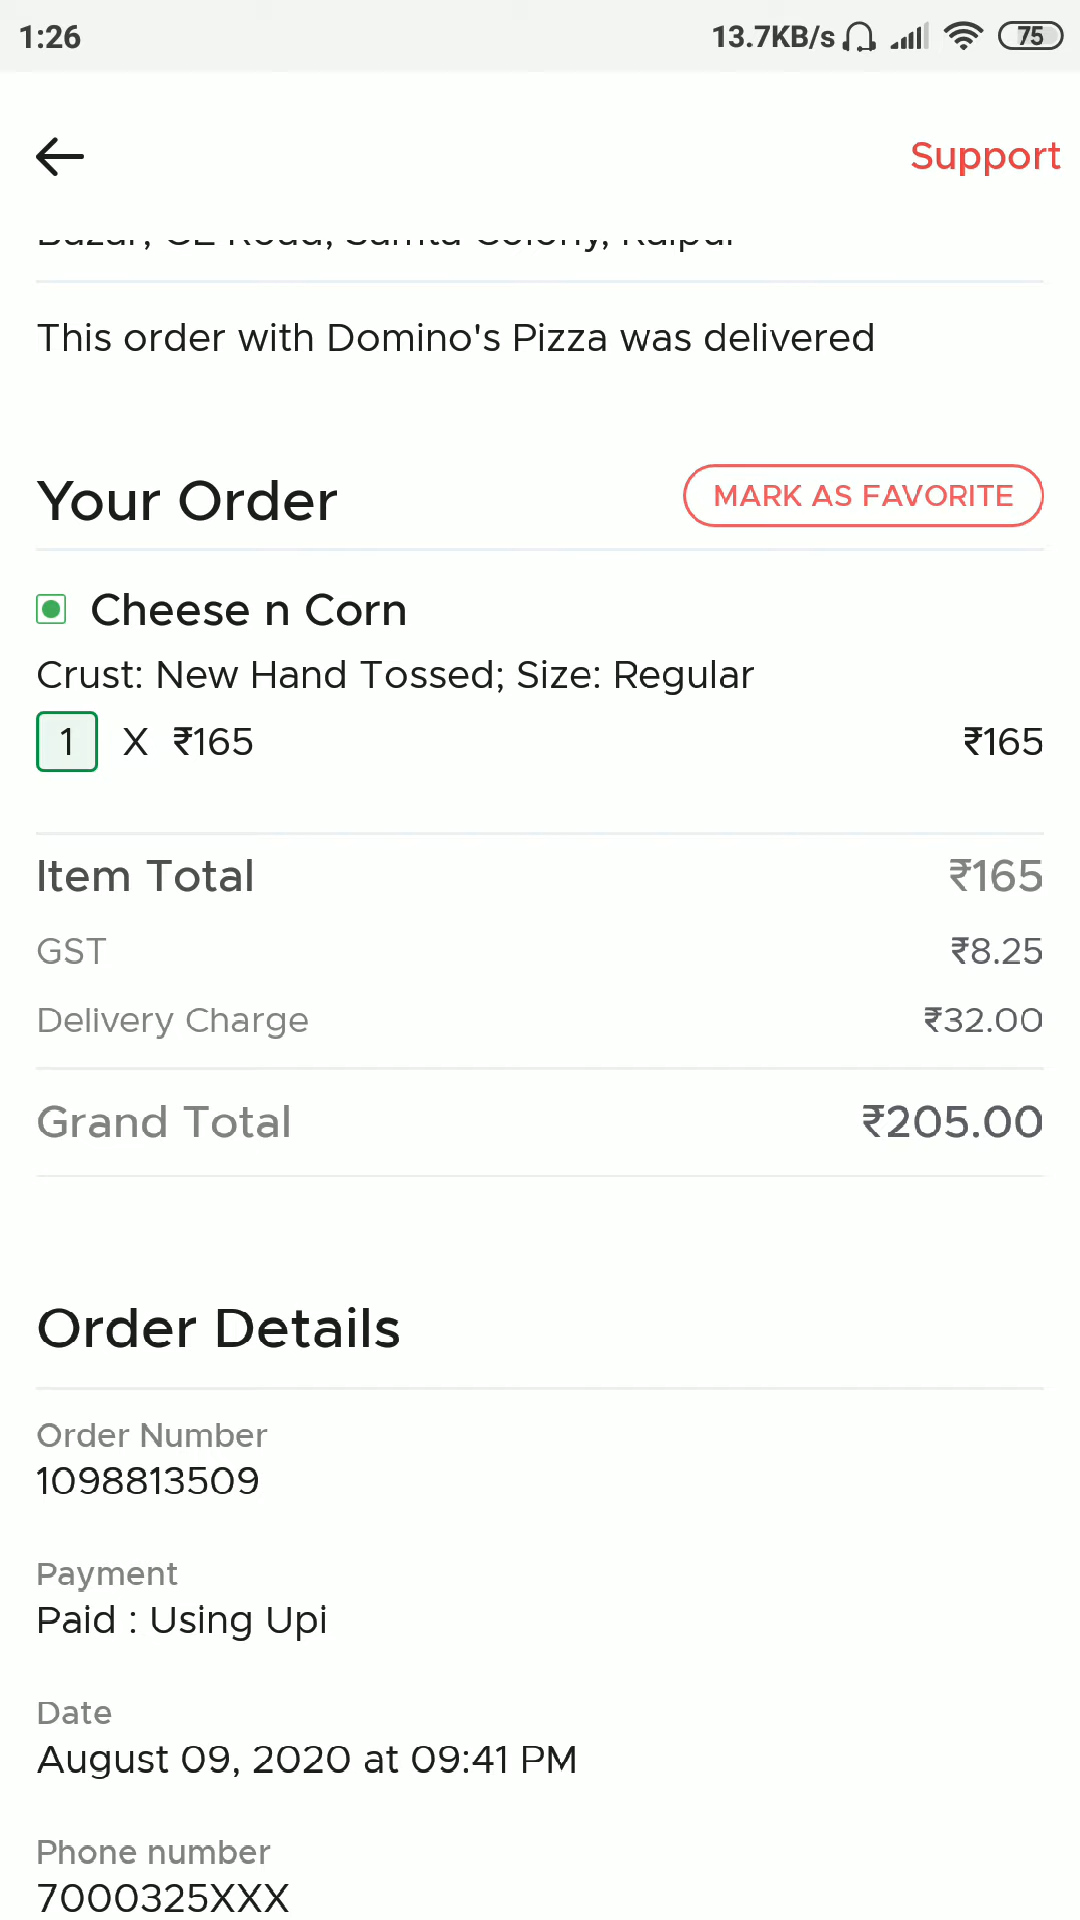 1:26
13.7KB/s
75
Support
This order with Domino's Pizza was delivered
Your Order
MARK AS FAVORITE
Cheese n Corn
Crust: New Hand Tossed; Size: Regular
1 X ₹165 ₹165
Item Total ₹165
GST ₹8.25
Delivery Charge ₹32.00
Grand Total ₹205.00
Order Details
Order Number
1098813509
Payment
Paid : Using Upi
Date
August 09, 2020 at 09:41 PM
Phone number
7000325XXX